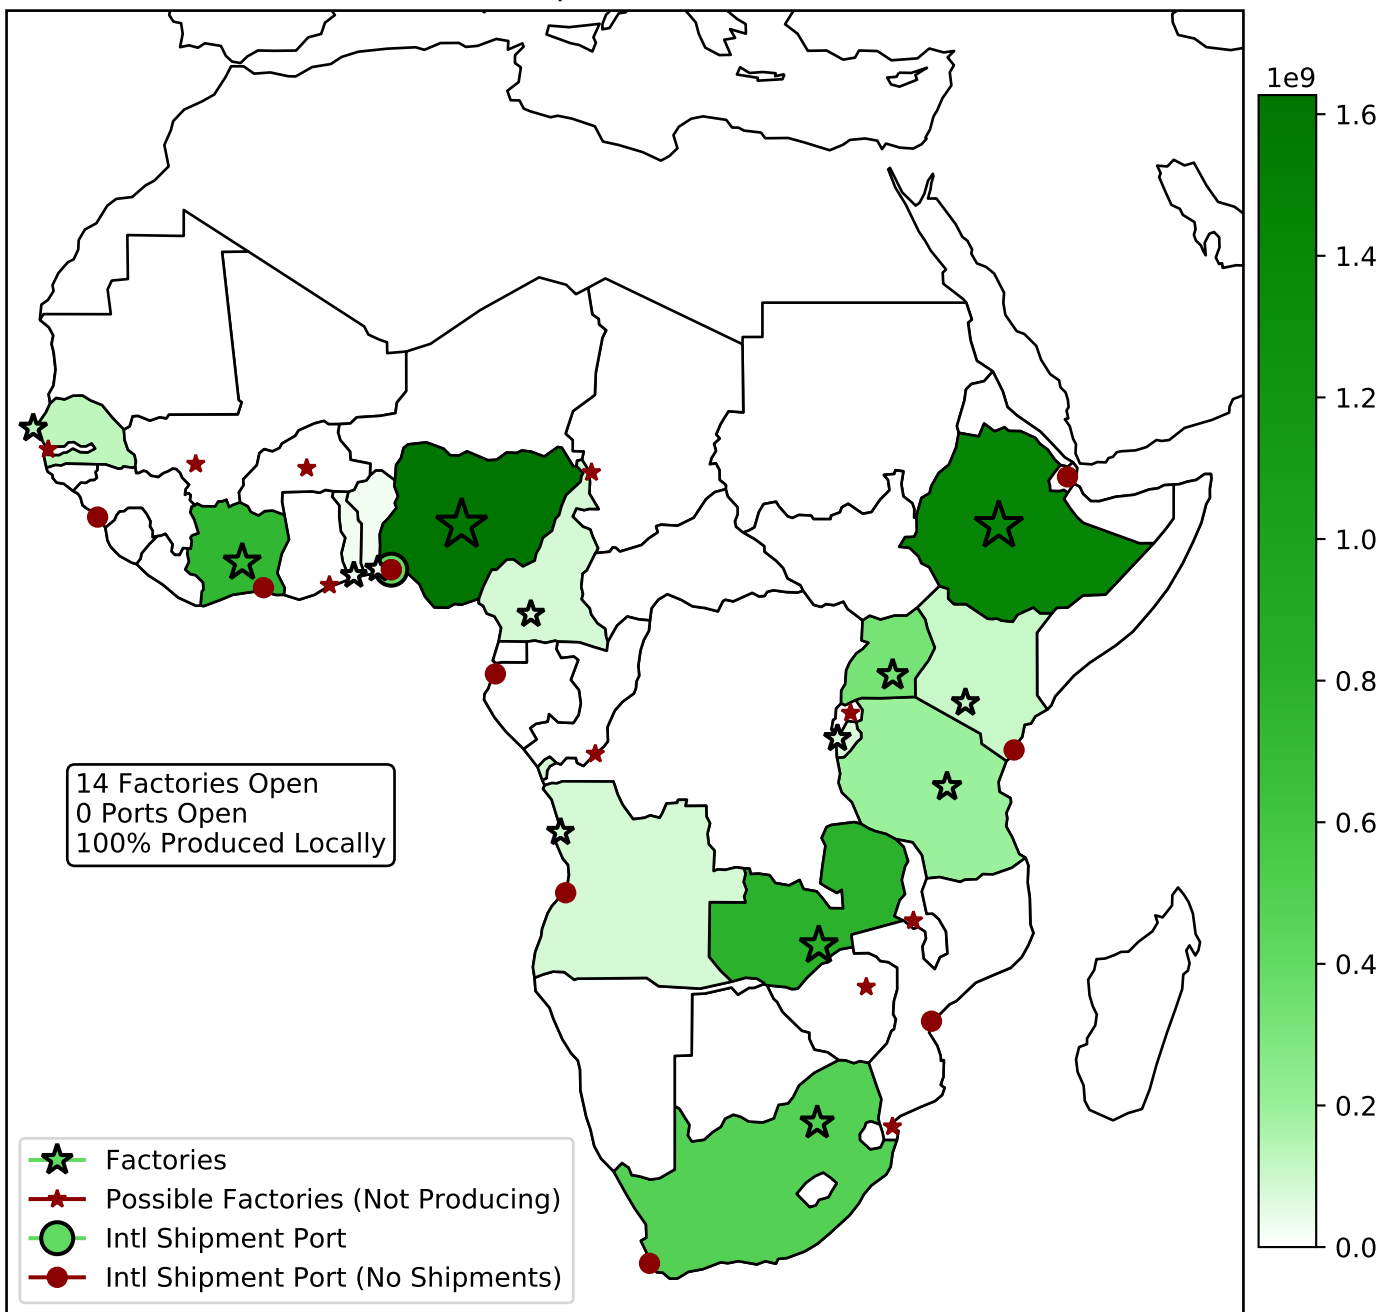 1e9
1.6
1.4
1.2
1.0
0.8
0.6
0.4
0.2
0.0
14 Factories Open
0 Ports Open
100% Produced Locally
Factories
Possible Factories (Not Producing)
Intl Shipment Port
Intl Shipment Port (No Shipments)